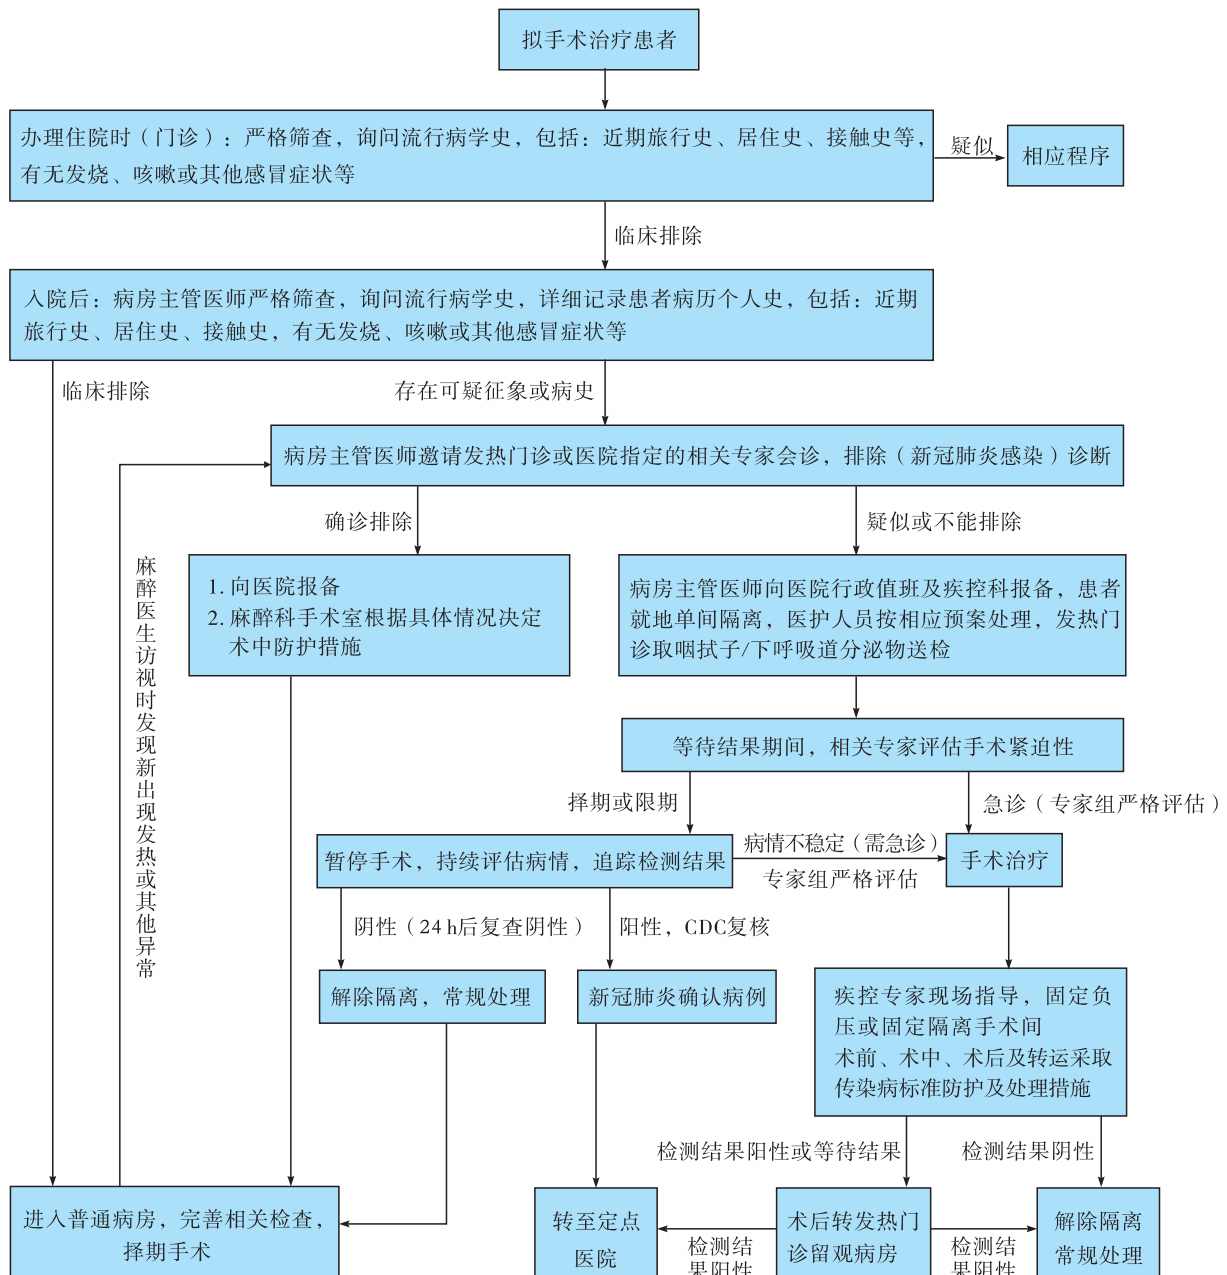 拟手术治疗患者
办理住院时（门诊）：严格筛查，询问流行病学史，包括：近期旅行史、居住史、接触史等，
有无发烧、咳嗽或其他感冒症状等
疑似
相应程序
临床排除
入院后：病房主管医师严格筛查，询问流行病学史，详细记录患者病历个人史，包括：近期
旅行史、居住史、接触史，有无发烧、咳嗽或其他感冒症状等
临床排除
存在可疑征象或病史
病房主管医师邀请发热门诊或医院指定的相关专家会诊，排除（新冠肺炎感染）诊断
确诊排除
疑似或不能排除
麻醉医生访视时发现新出现发热或其他异常
1. 向医院报备
2. 麻醉科手术室根据具体情况决定
术中防护措施
病房主管医师向医院行政值班及疾控科报备，患者
就地单间隔离，医护人员按相应预案处理，发热门
诊取咽拭子/下呼吸道分泌物送检
等待结果期间，相关专家评估手术紧迫性
择期或限期
急诊（专家组严格评估）
暂停手术，持续评估病情，追踪检测结果
病情不稳定（需急诊）
专家组严格评估
手术治疗
阴性（24 h后复查阴性）
阳性，CDC复核
解除隔离，常规处理
新冠肺炎确认病例
疾控专家现场指导，固定负
压或固定隔离手术间
术前、术中、术后及转运采取
传染病标准防护及处理措施
检测结果阳性或等待结果
检测结果阴性
进入普通病房，完善相关检查，
择期手术
转至定点
医院
检测结
果阳性
术后转发热门
诊留观病房
检测结
果阴性
解除隔离
常规处理